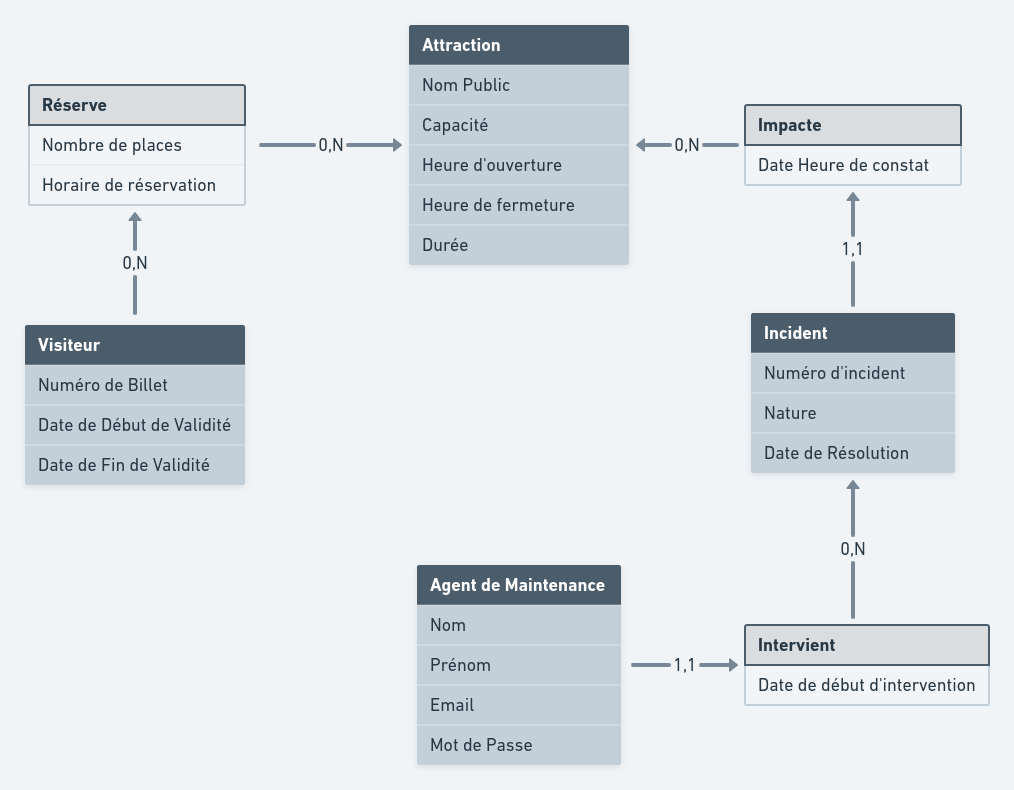 Attraction
Nom Public
Capacité
Heure d'ouverture
Heure de fermeture
Durée
Réserve
Nombre de places
Horaire de réservation
0,N
0,N
Impacte
Date Heure de constat
0,N
1,1
Visiteur
Numéro de Billet
Date de Début de Validité
Date de Fin de Validité
Incident
Numéro d'incident
Nature
Date de Résolution
0,N
Agent de Maintenance
Nom
Prénom
Email
Mot de Passe
1,1
Intervient
Date de début d'intervention